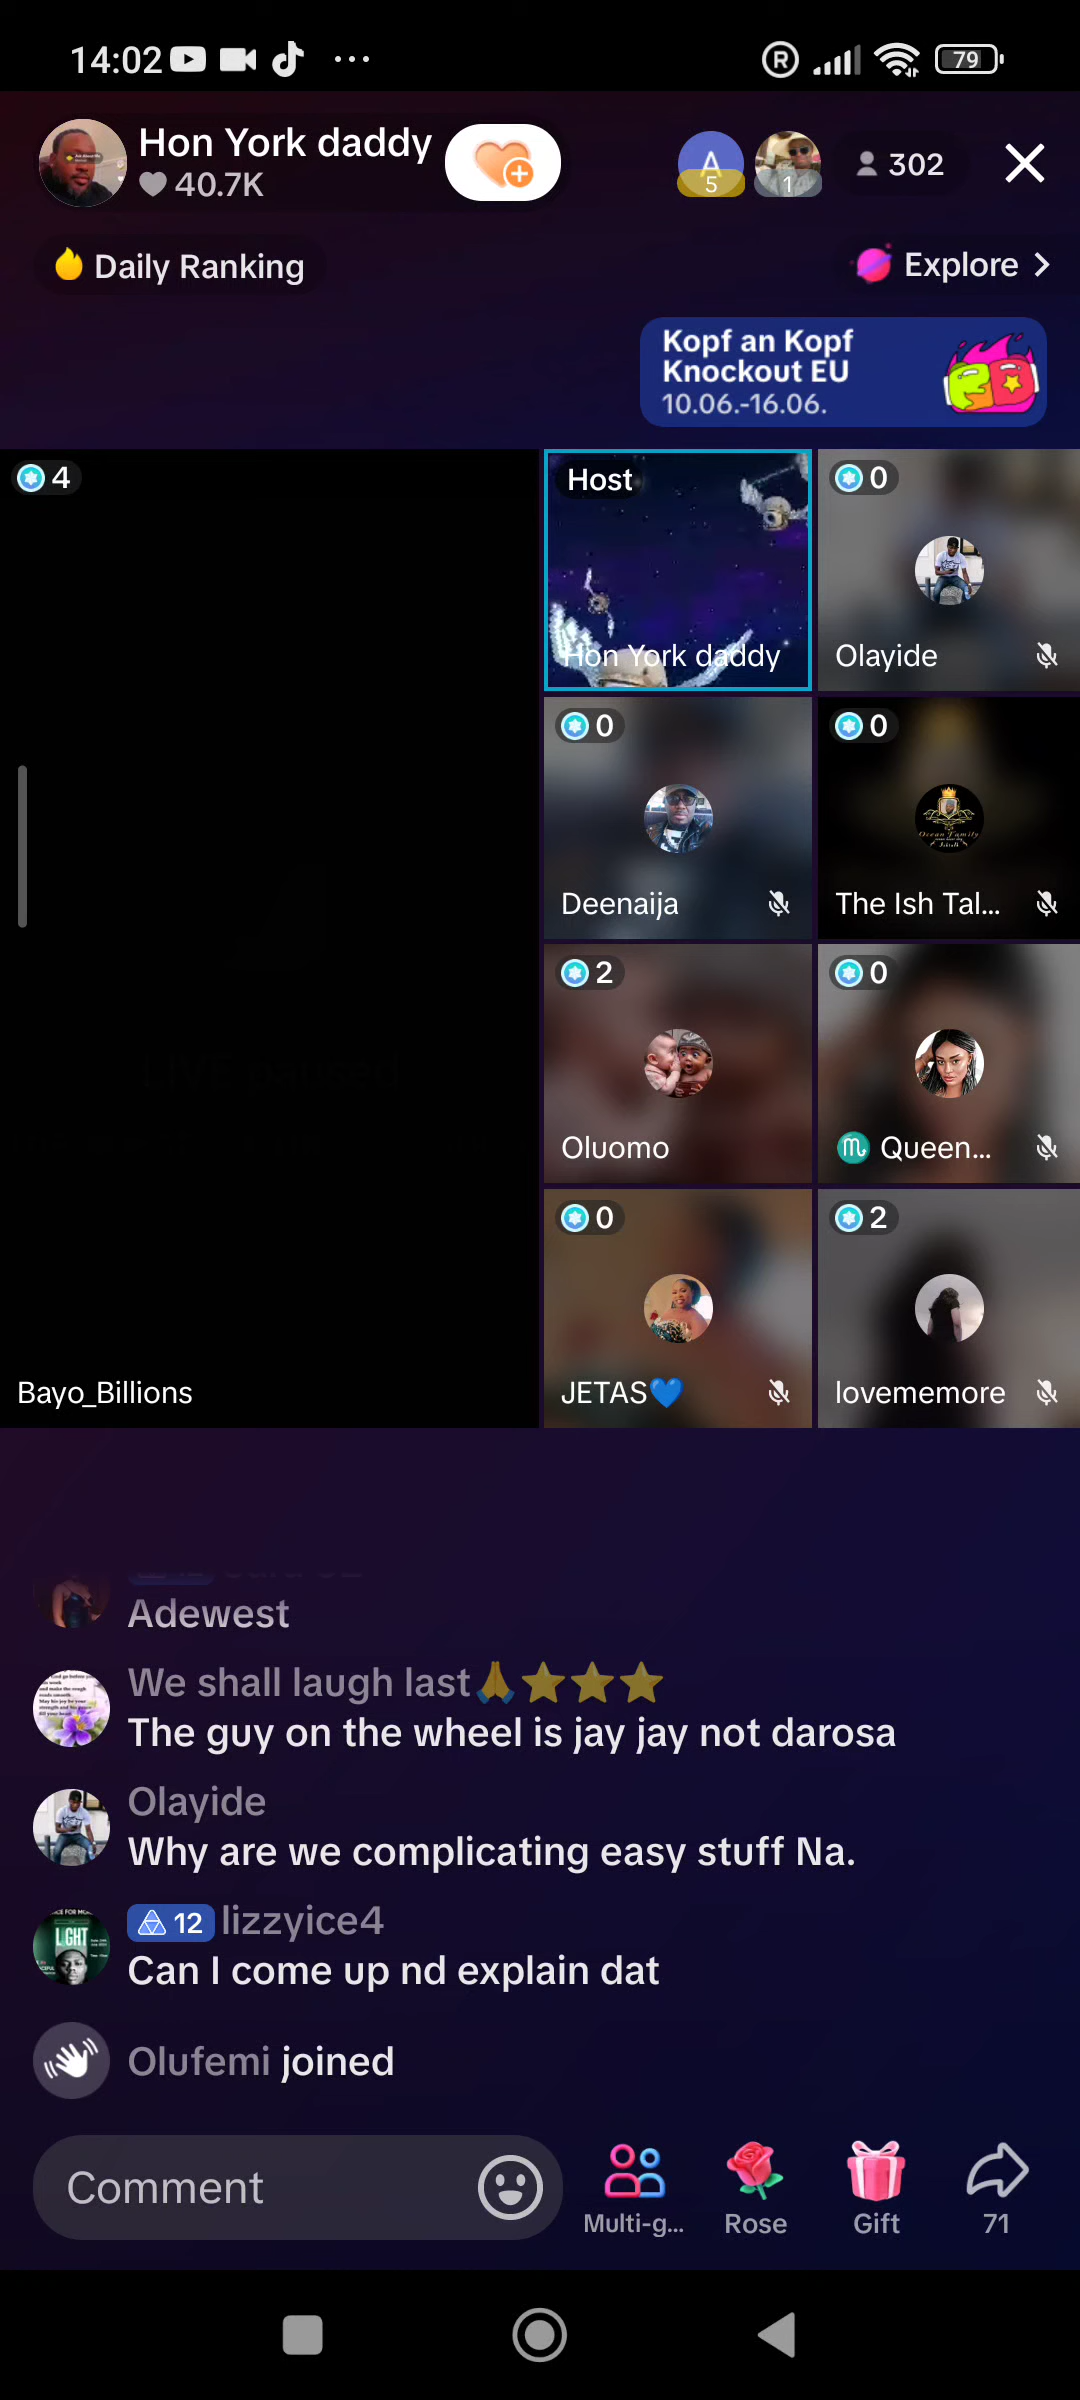 14:02
R
79
Hon York daddy
40.7K
A
5
1
302
Daily Ranking
Explore
Kopf an Kopf
Knockout EU
10.06.-16.06.
4
Host
Hon York daddy
0
Olayide
0
Deenaija
0
The Ish Tal...
2
Oluomo
0
♏ Queen...
0
JETAS💙
2
lovememore
Bayo_Billions
Adewest
We shall laugh last🙏⭐⭐⭐
The guy on the wheel is jay jay not darosa
Olayide
Why are we complicating easy stuff Na.
12 lizzyice4
Can I come up nd explain dat
Olufemi joined
Comment
Multi-g...
Rose
Gift
71